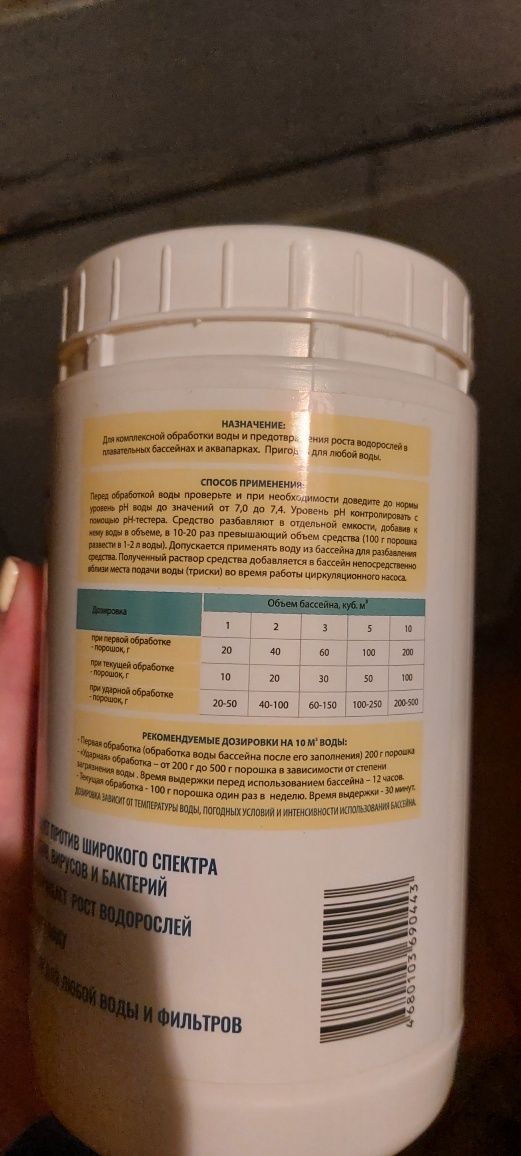 НАЗНАЧЕНИЕ:
Для комплексной обработки воды и предотвращения роста водорослей в
плавательных бассейнах и аквапарках. Пригоден для любой воды.
СПОСОБ ПРИМЕНЕНИЯ:
Перед обработкой воды проверьте и при необходимости доведите до нормы
уровень pH воды до значений от 7,0 до 7,4. Уровень pH контролировать с
помощью pH-тестера. Средство разбавляют в отдельной емкости, добавив к
нему воды в объеме, в 10-20 раз превышающий объем средства (100 г порошка
развести в 1-2 л воды). Допускается применять воду из бассейна для разбавления
средства. Полученный раствор средства добавляется в бассейн непосредственно
вблизи места подачи воды (триски) во время работы циркуляционного насоса.
Дозировка Объем бассейна, куб. м³
1 2 3 5 10
при первой обработке
- порошок, г 20 40 60 100 200
при текущей обработке
- порошок, г 10 20 30 50 100
при ударной обработке
- порошок, г 20-50 40-100 60-150 100-250 200-500
РЕКОМЕНДУЕМЫЕ ДОЗИРОВКИ НА 10 М³ ВОДЫ:
- Первая обработка (обработка воды бассейна после его заполнения) 200 г порошка
- «Ударная» обработка – от 200 г до 500 г порошка в зависимости от степени
загрязнения воды. Время выдержки перед использованием бассейна – 12 часов.
- Текущая обработка - 100 г порошка один раз в неделю. Время выдержки - 30 минут.
ДОЗИРОВКА ЗАВИСИТ ОТ ТЕМПЕРАТУРЫ ВОДЫ, ПОГОДНЫХ УСЛОВИЙ И ИНТЕНСИВНОСТИ ИСПОЛЬЗОВАНИЯ БАССЕЙНА.
ПРОТИВ ШИРОКОГО СПЕКТРА
ВИРУСОВ И БАКТЕРИЙ
РОСТ ВОДОРОСЛЕЙ
ЛЮБОЙ ВОДЫ И ФИЛЬТРОВ
4 680103 690443